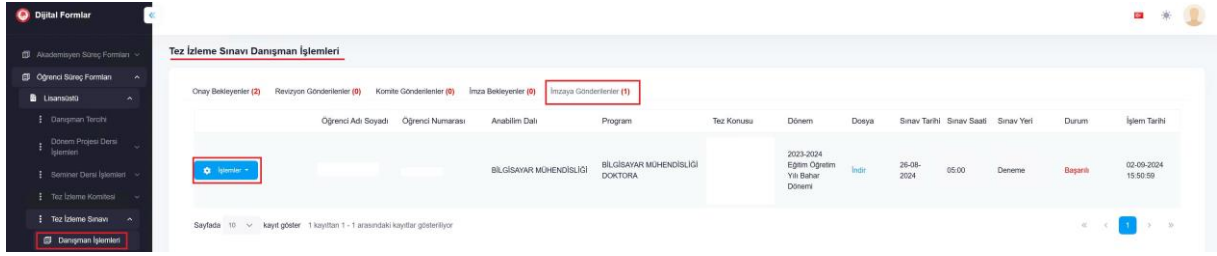 Dijital Formlar
Akademisyen Süreç Formları
Öğrenci Süreç Formları
Lisansüstü
Danışman Tercihi
Dönem Projesi Dersi
İşlemleri
Seminer Dersi İşlemleri
Tez İzleme Komitesi
Tez İzleme Sınavı
Danışman İşlemleri
Tez İzleme Sınavı Danışman İşlemleri
Onay Bekleyenler (2) Revizyon Gönderilenler (0) Komite Gönderilenler (0) İmza Bekleyenler (0) İmzaya Gönderilenler (1)
Öğrenci Adı Soyadı Öğrenci Numarası Anabilim Dalı Program Tez Konusu Dönem Dosya Sınav Tarihi Sınav Saati Sınav Yeri Durum İşlem Tarihi
İşlemler
BİLGİSAYAR MÜHENDİSLİĞİ
BİLGİSAYAR MÜHENDİSLİĞİ
DOKTORA
2023-2024
Eğitim Öğretim
Yılı Bahar
Dönemi
İndir
26-08-
2024
05:00
Deneme
Başarılı
02-09-2024
15:50:59
Sayfada 10 kayıt göster 1 kayıttan 1 - 1 arasındaki kayıtlar gösteriliyor
« ‹ 1 › »